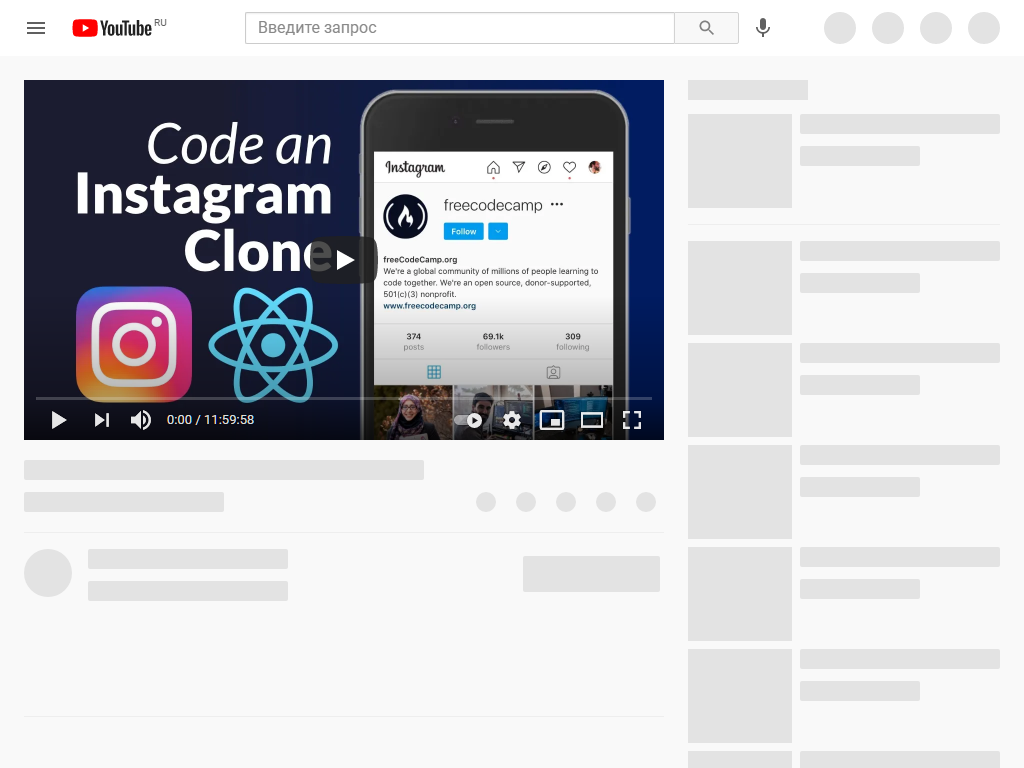 YouTube RU
Введите запрос
Code an
Instagram
Clone
Instagram
freecodecamp
Follow
freeCodeCamp.org
We're a global community of millions of people learning to
code together. We're an open source, donor-supported,
501(c)(3) nonprofit.
www.freecodecamp.org
374 69.1k 309
posts followers following
0:00 / 11:59:58